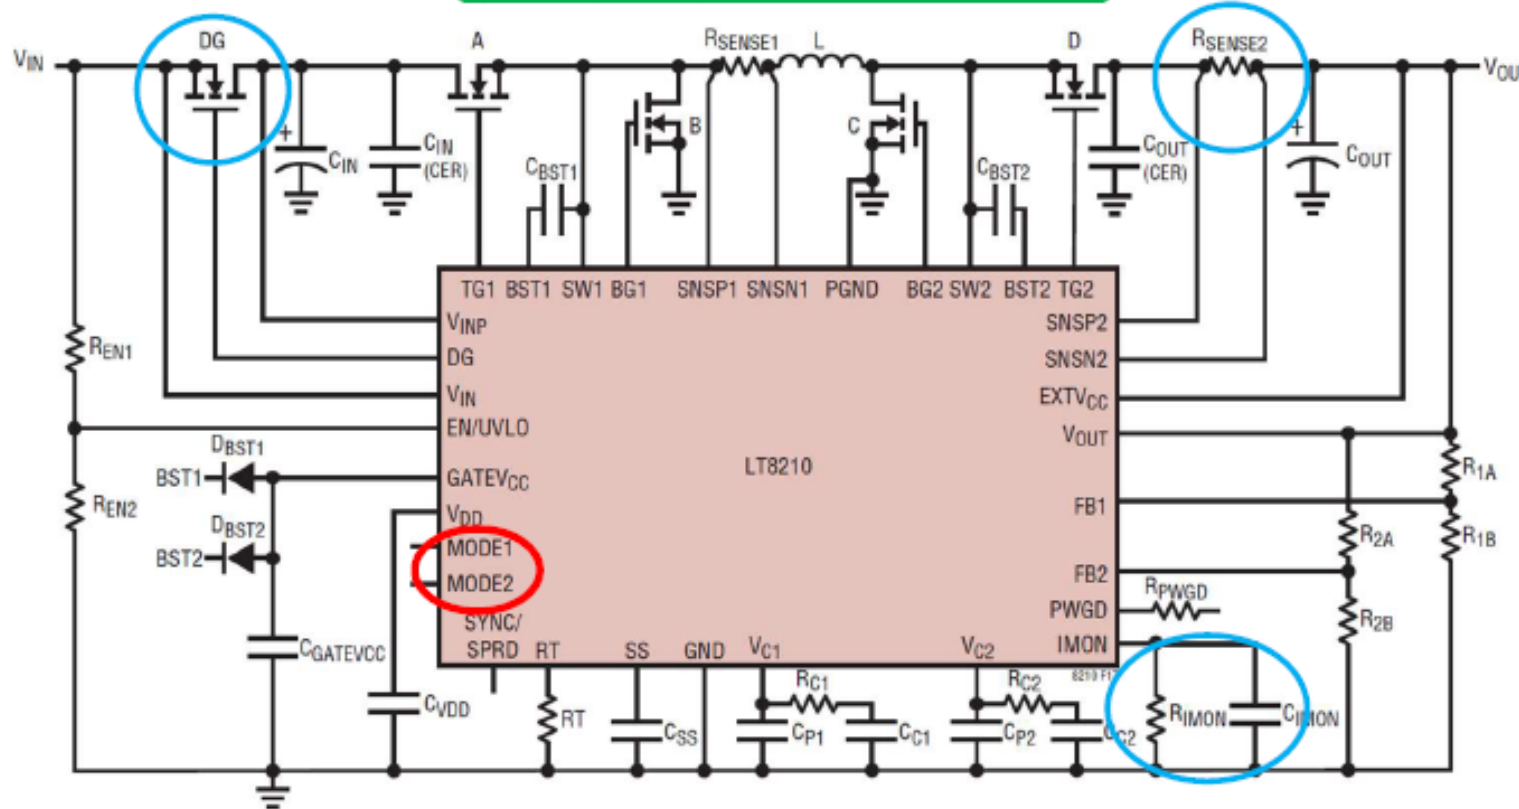 DG
A
RSENSE1
L
D
RSENSE2
VIN
VOU
B
C
CIN
CIN
(CER)
CBST1
CBST2
COUT
(CER)
COUT
TG1 BST1 SW1 BG1 SNSP1 SNSN1 PGND BG2 SW2 BST2 TG2
VINP
SNSP2
REN1
DG
SNSN2
VIN
EXTVCC
EN/UVLO
VOUT
DBST1
BST1
GATEVCC
LT8210
R1A
REN2
VDD
FB1
DBST2
BST2
MODE1
R2A
R1B
MODE2
FB2
RPWGD
PWGD
SYNC/
SPRD
RT
SS
GND
VC1
VC2
IMON
R2B
8210 F17
CGATEVCC
CVDD
RT
CSS
RC1
CP1
CC1
RC2
CP2
CC2
RIMON
CIMON